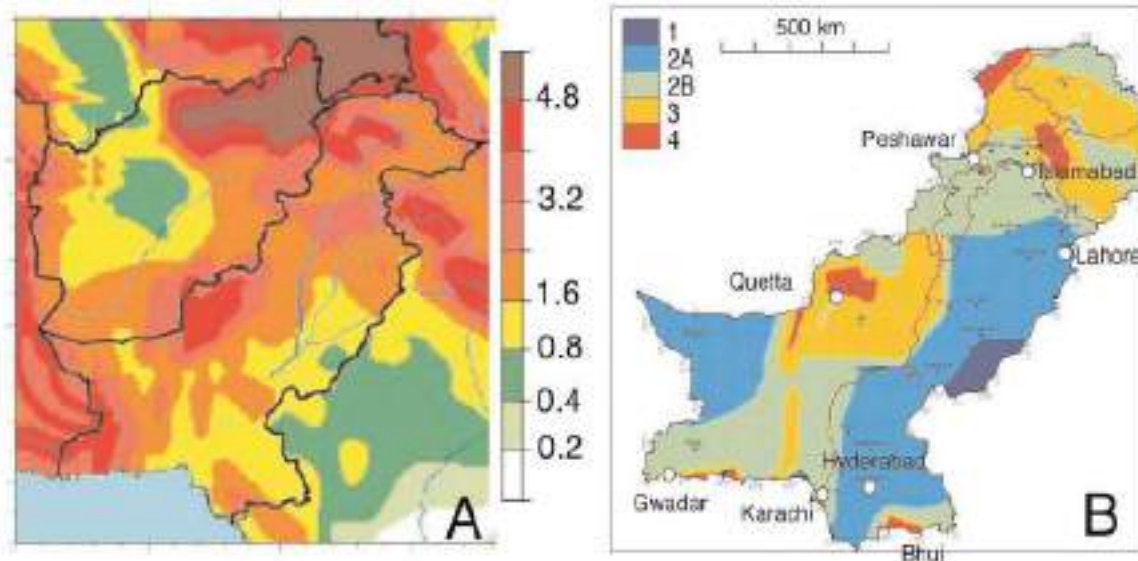 4.8
3.2
1.6
0.8
0.4
0.2
A
1
2A
2B
3
4
500 km
Peshawar
Islamabad
Lahore
Quetta
Hyderabad
Gwadar
Karachi
Bhuj
B